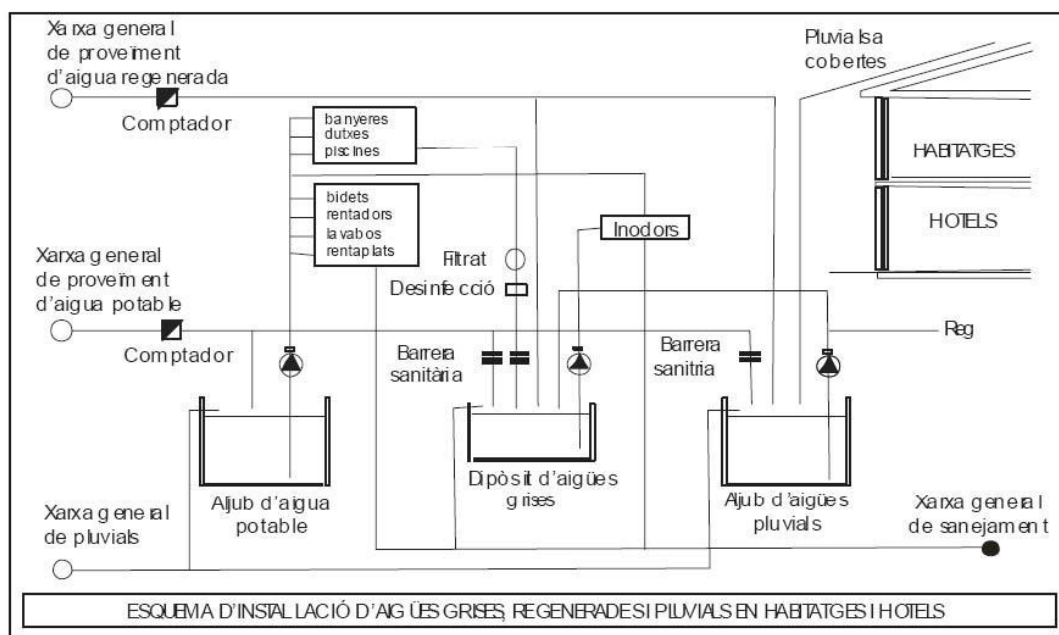 Xarxa general
de proveïment
d'aigua regenerada
Comptador
Pluvialsa
cobertes
banyeres
dutxes
piscines
HABITATGES
bidets
rentadors
lavabos
rentaplats
Inodors
HOTELS
Xarxa general
de proveïment
d'aigua potable
Comptador
Filtrat
Desinfecció
Reg
Barrera
sanitària
Barrera
sanitria
Aljub d'aigua
potable
Dipòsit d'aigües
grises
Aljub d'aigües
pluvials
Xarxa general
de pluvials
Xarxa general
de sanejament
ESQUEMA D'INSTAL·LACIÓ D'AIGÜES GRISES, REGENERADES I PLUVIALS EN HABITATGES I HOTELS